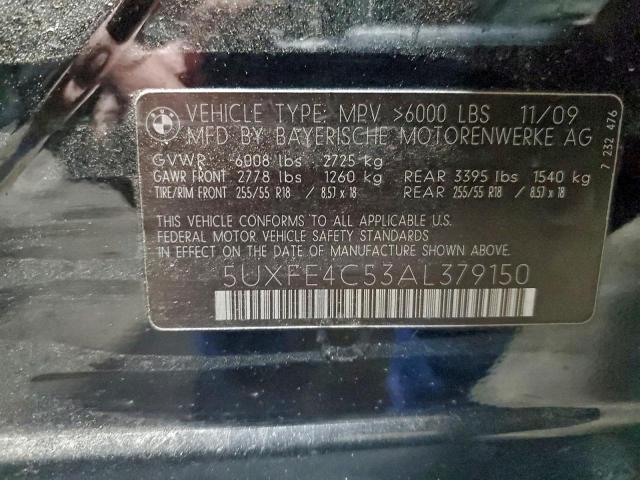 BMW
VEHICLE TYPE: MPV >6000 LBS 11/09
MFD BY BAYERISCHE MOTORENWERKE AG
GVWR 6008 lbs 2725 kg
GAWR FRONT 2778 lbs 1260 kg REAR 3395 lbs 1540 kg
TIRE/RIM FRONT 255/55 R18 / 8.5J x 18 REAR 255/55 R18 / 8.5J x 18
THIS VEHICLE CONFORMS TO ALL APPLICABLE U.S.
FEDERAL MOTOR VEHICLE SAFETY STANDARDS
IN EFFECT ON THE DATE OF MANUFACTURE SHOWN ABOVE.
5UXFE4C53AL379150
7 232 476